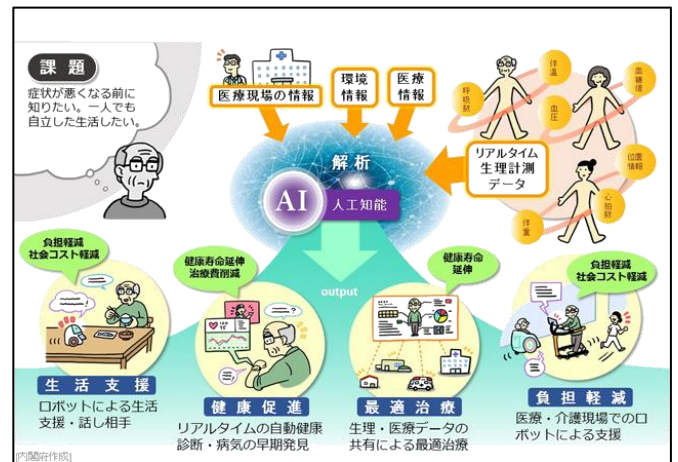 課題
症状が悪くなる前に
知りたい。一人でも
自立した生活したい。
医療現場の情報
環境
情報
医療
情報
リアルタイム
生理計測
データ
体温
呼吸数
血圧
血糖値
位置
情報
心拍数
体重
解析
AI 人工知能
output
負担軽減
社会コスト軽減
健康寿命延伸
治療費削減
健康寿命
延伸
負担軽減
社会コスト軽減
生活支援
ロボットによる生活
支援・話し相手
健康促進
リアルタイムの自動健康
診断・病気の早期発見
最適治療
生理・医療データの
共有による最適治療
負担軽減
医療・介護現場でのロ
ボットによる支援
[内閣府作成]